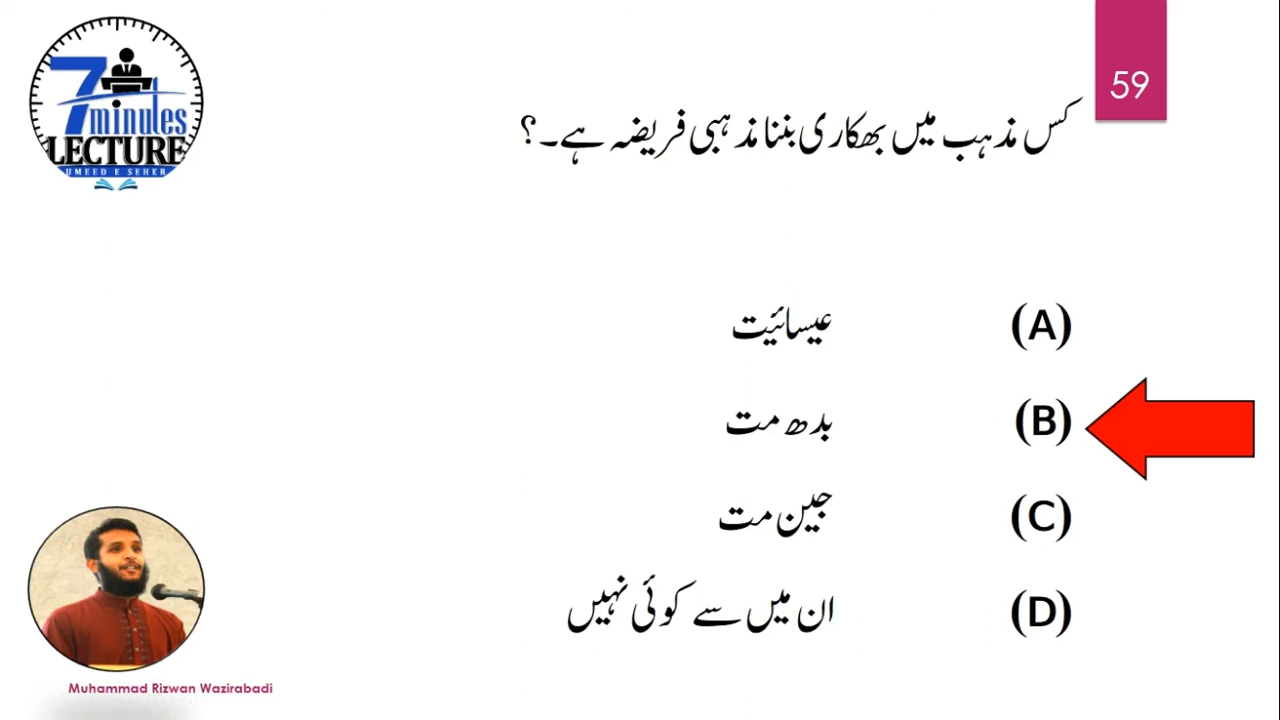 7
minutes
LECTURE
UMEED E SEHER
59
کس مذہب میں بھکاری بننا مذہبی فریضہ ہے۔؟
(A) عیسائیت
(B) بدھ مت
(C) جین مت
(D) ان میں سے کوئی نہیں
Muhammad Rizwan Wazirabadi